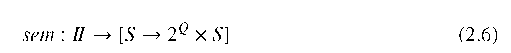 sem : Π → [S → 2^Q × S] (2.6)